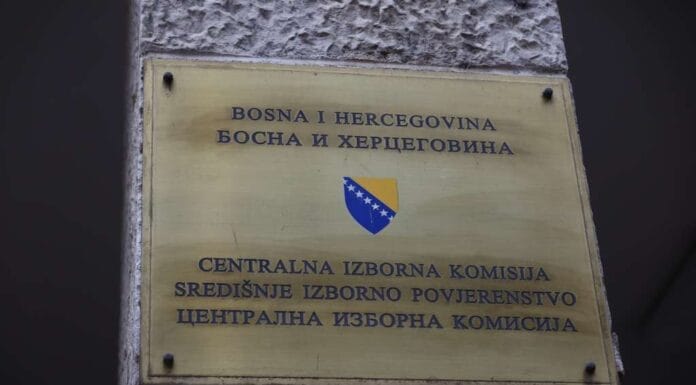 BOSNA I HERCEGOVINA
БОСНА И ХЕРЦЕГОВИНА
CENTRALNA IZBORNA KOMISIJA
SREDIŠNJE IZBORNO POVJERENSTVO
ЦЕНТРАЛНА ИЗБОРНА КОМИСИЈА